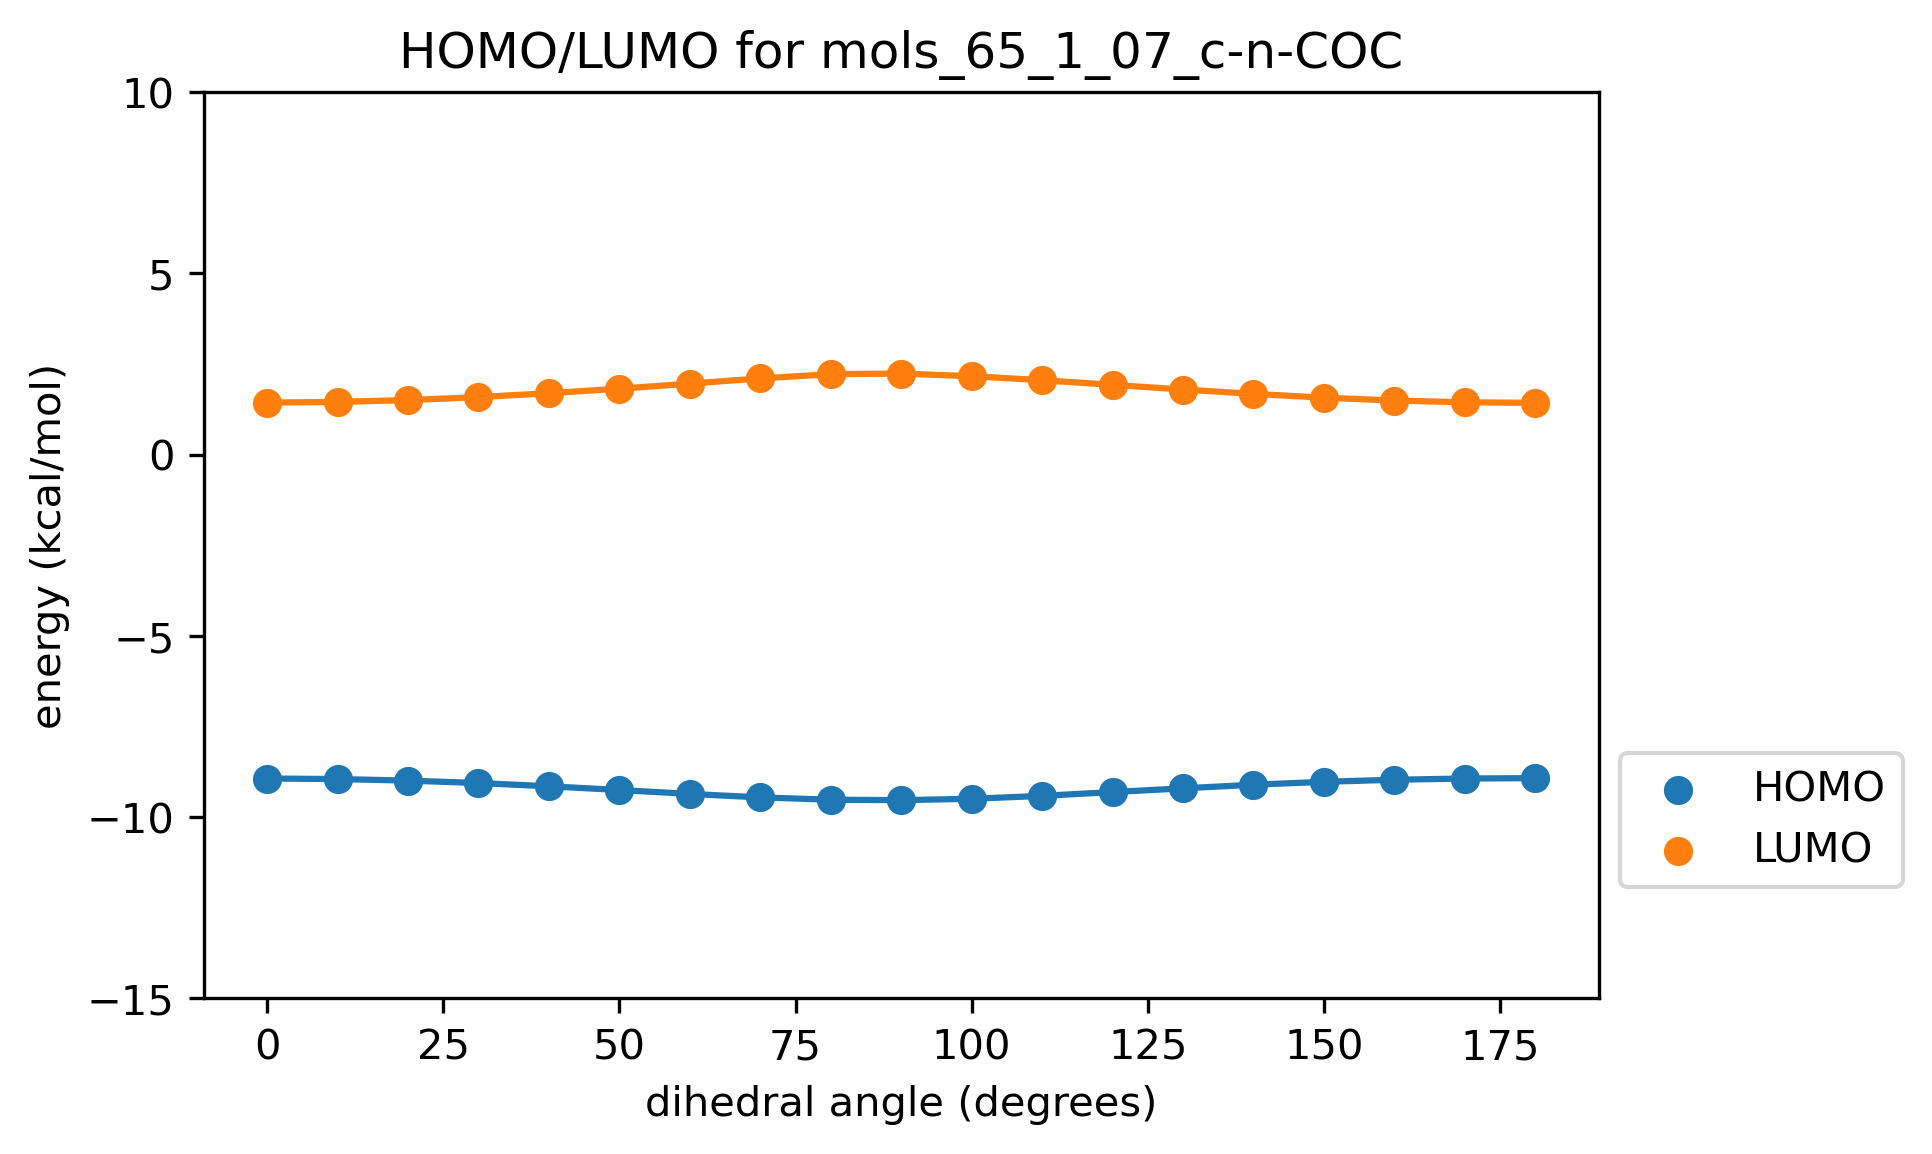 HOMO/LUMO for mols_65_1_07_c-n-COC
10
5
0
−5
−10
−15
energy (kcal/mol)
0 25 50 75 100 125 150 175
dihedral angle (degrees)
HOMO
LUMO